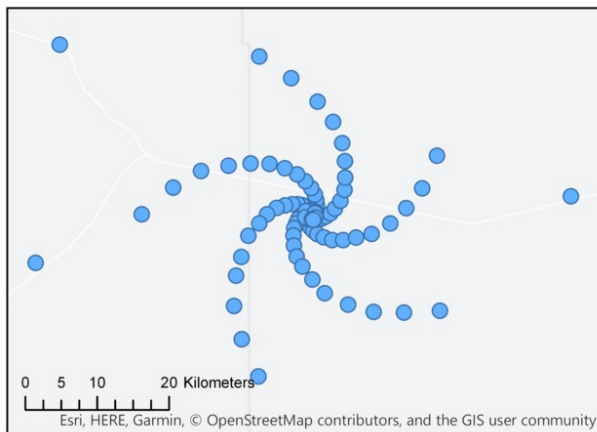 0 5 10 20 Kilometers
Esri, HERE, Garmin, © OpenStreetMap contributors, and the GIS user community